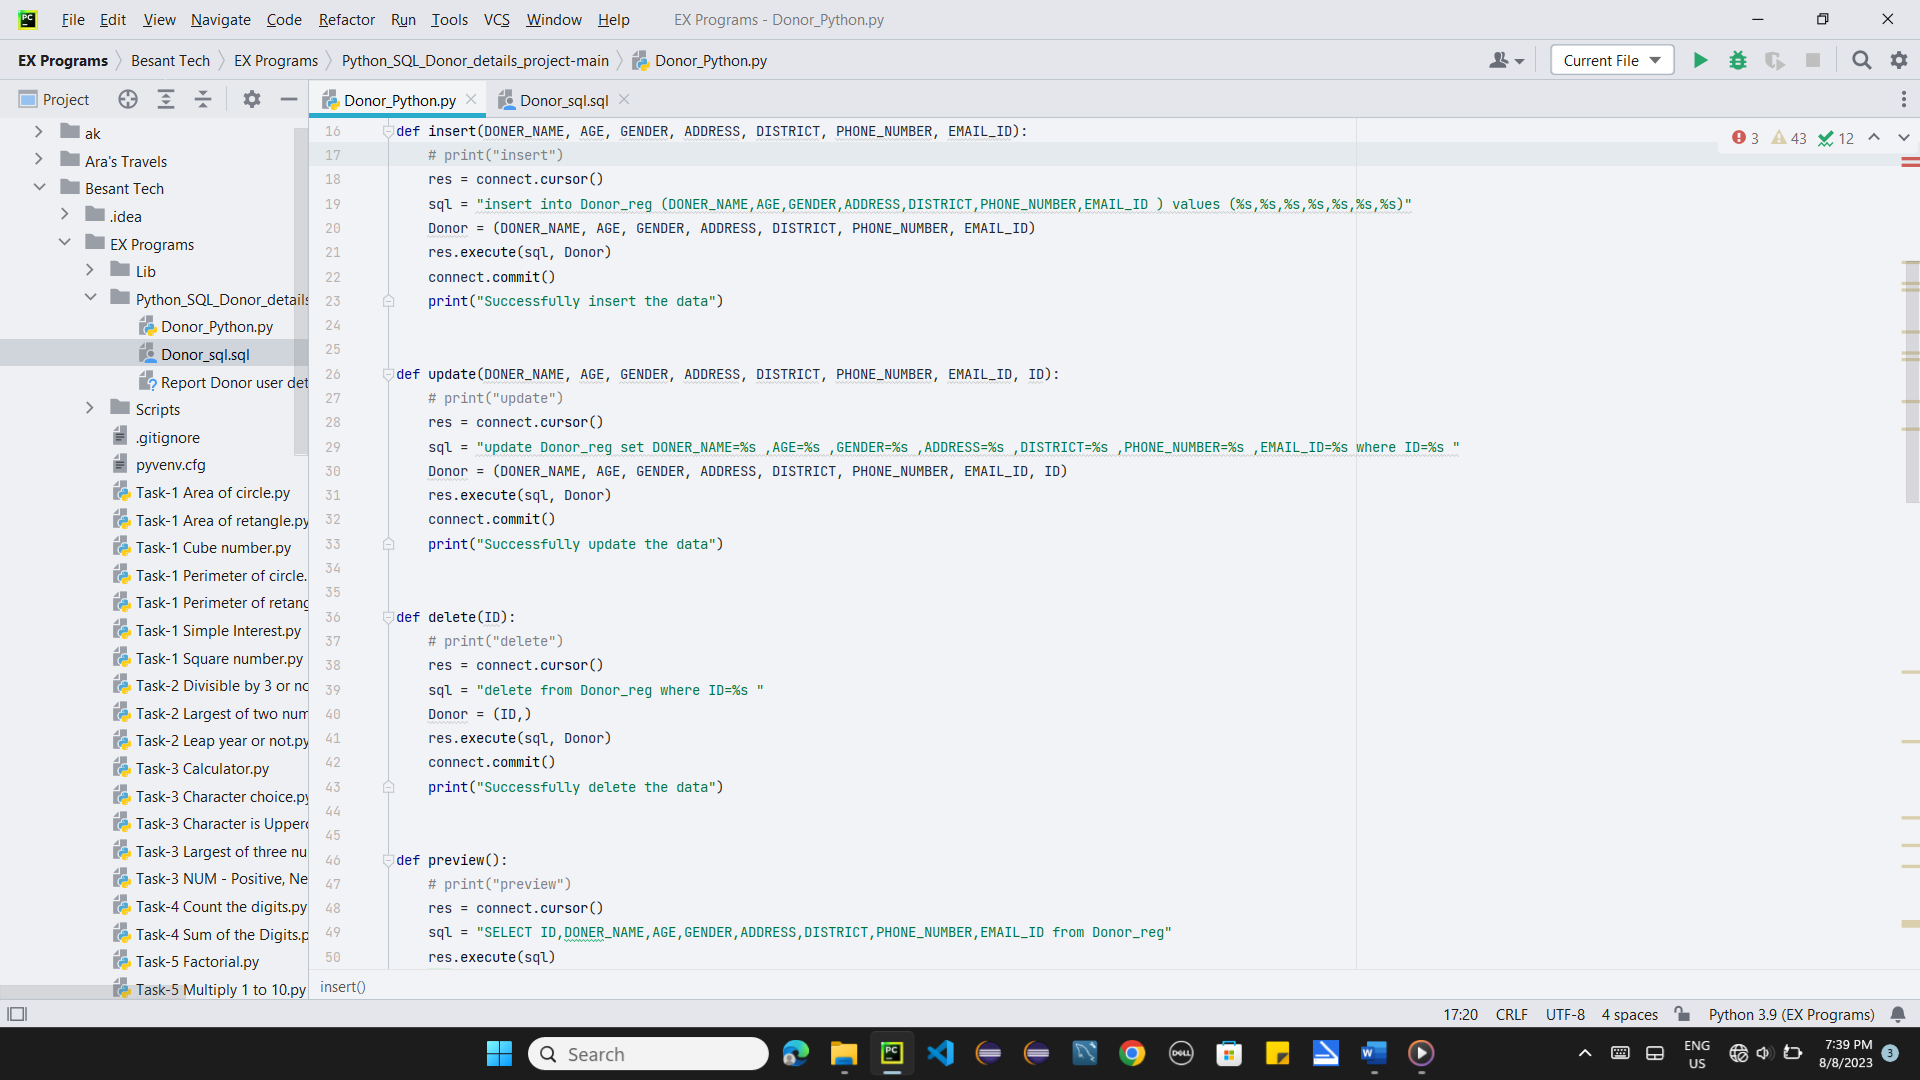 File Edit View Navigate Code Refactor Run Tools VCS Window Help EX Programs - Donor_Python.py
EX Programs Besant Tech EX Programs Python_SQL_Donor_details_project-main Donor_Python.py Current File
Project
Donor_Python.py Donor_sql.sql
ak
Ara's Travels
Besant Tech
.idea
EX Programs
Lib
Python_SQL_Donor_details
Donor_Python.py
Donor_sql.sql
Report Donor user det
Scripts
.gitignore
pyvenv.cfg
Task-1 Area of circle.py
Task-1 Area of retangle.py
Task-1 Cube number.py
Task-1 Perimeter of circle.
Task-1 Perimeter of retang
Task-1 Simple Interest.py
Task-1 Square number.py
Task-2 Divisible by 3 or no
Task-2 Largest of two num
Task-2 Leap year or not.py
Task-3 Calculator.py
Task-3 Character choice.py
Task-3 Character is Upperc
Task-3 Largest of three nu
Task-3 NUM - Positive, Ne
Task-4 Count the digits.py
Task-4 Sum of the Digits.p
Task-5 Factorial.py
Task-5 Multiply 1 to 10.py
3 43 12
16 def insert(DONER_NAME, AGE, GENDER, ADDRESS, DISTRICT, PHONE_NUMBER, EMAIL_ID):
17 # print("insert")
18 res = connect.cursor()
19 sql = "insert into Donor_reg (DONER_NAME,AGE,GENDER,ADDRESS,DISTRICT,PHONE_NUMBER,EMAIL_ID ) values (%s,%s,%s,%s,%s,%s,%s)"
20 Donor = (DONER_NAME, AGE, GENDER, ADDRESS, DISTRICT, PHONE_NUMBER, EMAIL_ID)
21 res.execute(sql, Donor)
22 connect.commit()
23 print("Successfully insert the data")
24
25
26 def update(DONER_NAME, AGE, GENDER, ADDRESS, DISTRICT, PHONE_NUMBER, EMAIL_ID, ID):
27 # print("update")
28 res = connect.cursor()
29 sql = "update Donor_reg set DONER_NAME=%s ,AGE=%s ,GENDER=%s ,ADDRESS=%s ,DISTRICT=%s ,PHONE_NUMBER=%s ,EMAIL_ID=%s where ID=%s "
30 Donor = (DONER_NAME, AGE, GENDER, ADDRESS, DISTRICT, PHONE_NUMBER, EMAIL_ID, ID)
31 res.execute(sql, Donor)
32 connect.commit()
33 print("Successfully update the data")
34
35
36 def delete(ID):
37 # print("delete")
38 res = connect.cursor()
39 sql = "delete from Donor_reg where ID=%s "
40 Donor = (ID,)
41 res.execute(sql, Donor)
42 connect.commit()
43 print("Successfully delete the data")
44
45
46 def preview():
47 # print("preview")
48 res = connect.cursor()
49 sql = "SELECT ID,DONER_NAME,AGE,GENDER,ADDRESS,DISTRICT,PHONE_NUMBER,EMAIL_ID from Donor_reg"
50 res.execute(sql)
insert()
17:20 CRLF UTF-8 4 spaces Python 3.9 (EX Programs)
Search
ENG
US
7:39 PM
8/8/2023
3